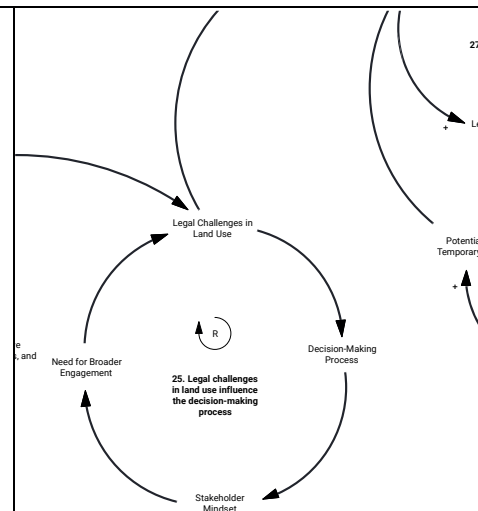 27
+
Le
Legal Challenges in
Land Use
Potentia
Temporary
+
R
e
s, and
Need for Broader
Engagement
Decision-Making
Process
25. Legal challenges
in land use influence
the decision-making
process
Stakeholder
Mindset